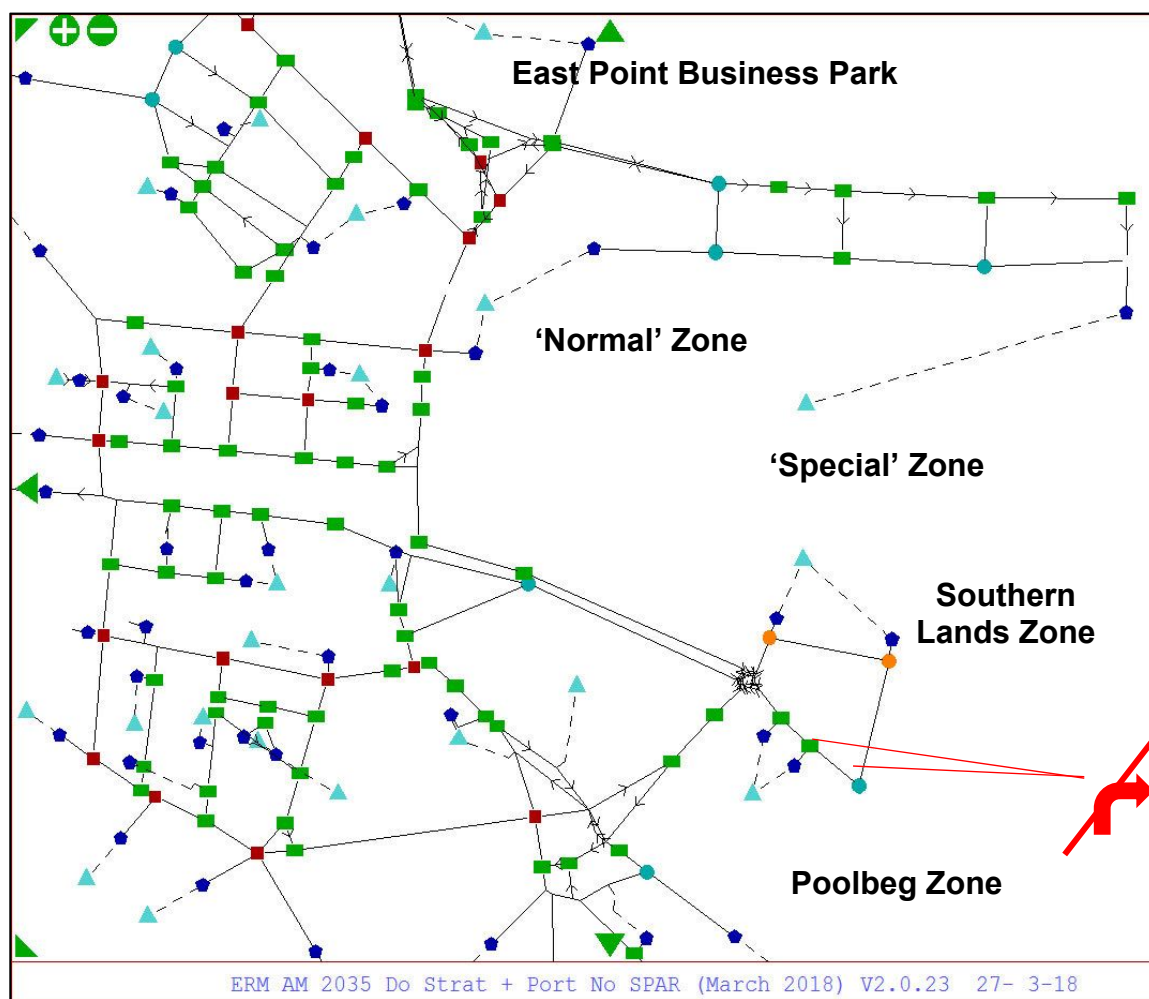 East Point Business Park
‘Normal’ Zone
‘Special’ Zone
Southern
Lands Zone
Poolbeg Zone
ERM AM 2035 Do Strat + Port No SPAR (March 2018) V2.0.23 27- 3-18